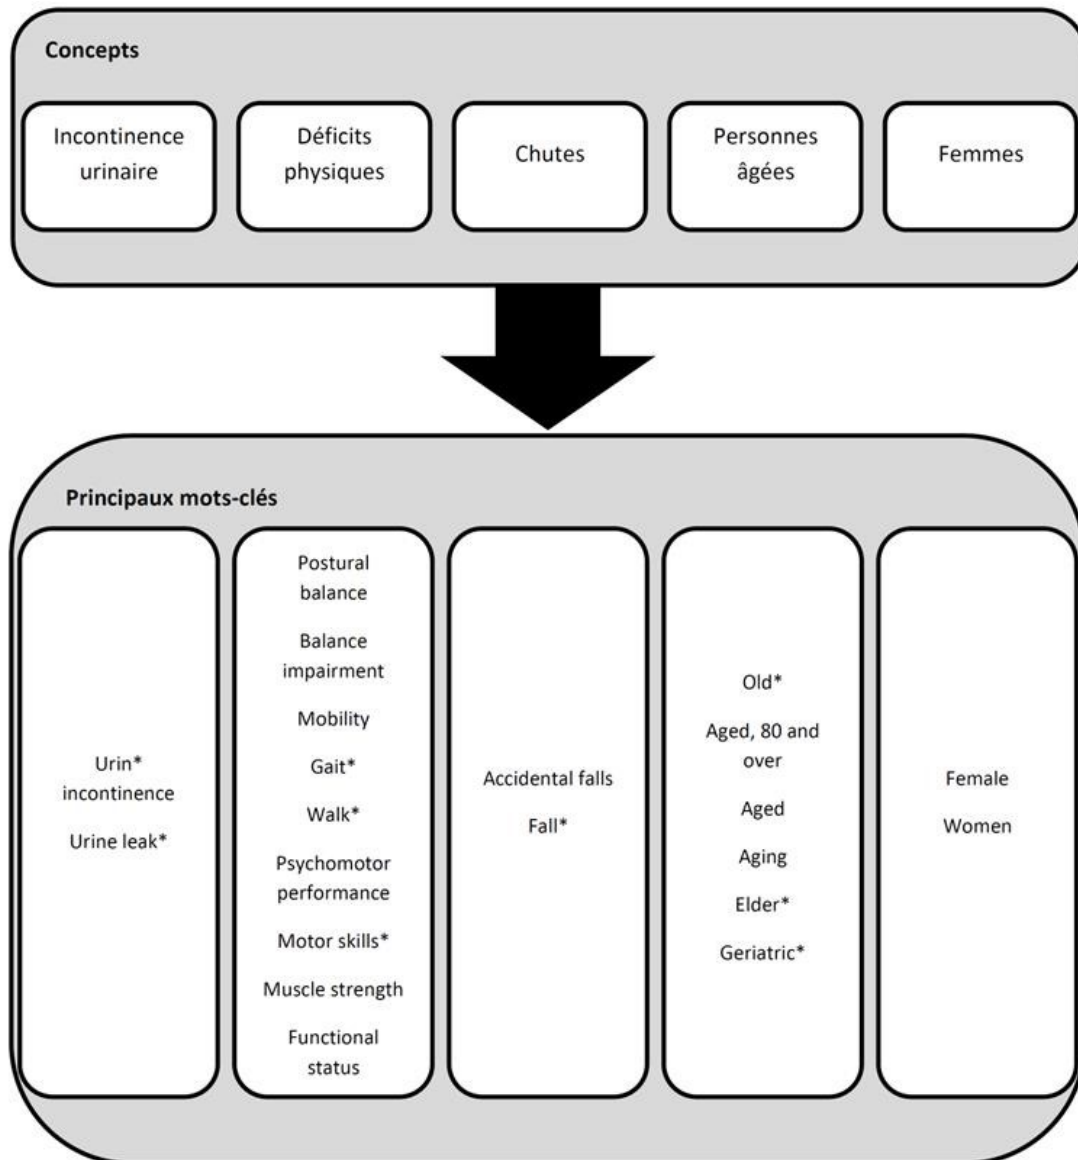 Concepts
Incontinence
urinaire
Déficits
physiques
Chutes
Personnes
âgées
Femmes
Principaux mots-clés
Urin*
incontinence
Urine leak*
Postural
balance
Balance
impairment
Mobility
Gait*
Walk*
Psychomotor
performance
Motor skills*
Muscle strength
Functional
status
Accidental falls
Fall*
Old*
Aged, 80 and
over
Aged
Aging
Elder*
Geriatric*
Female
Women